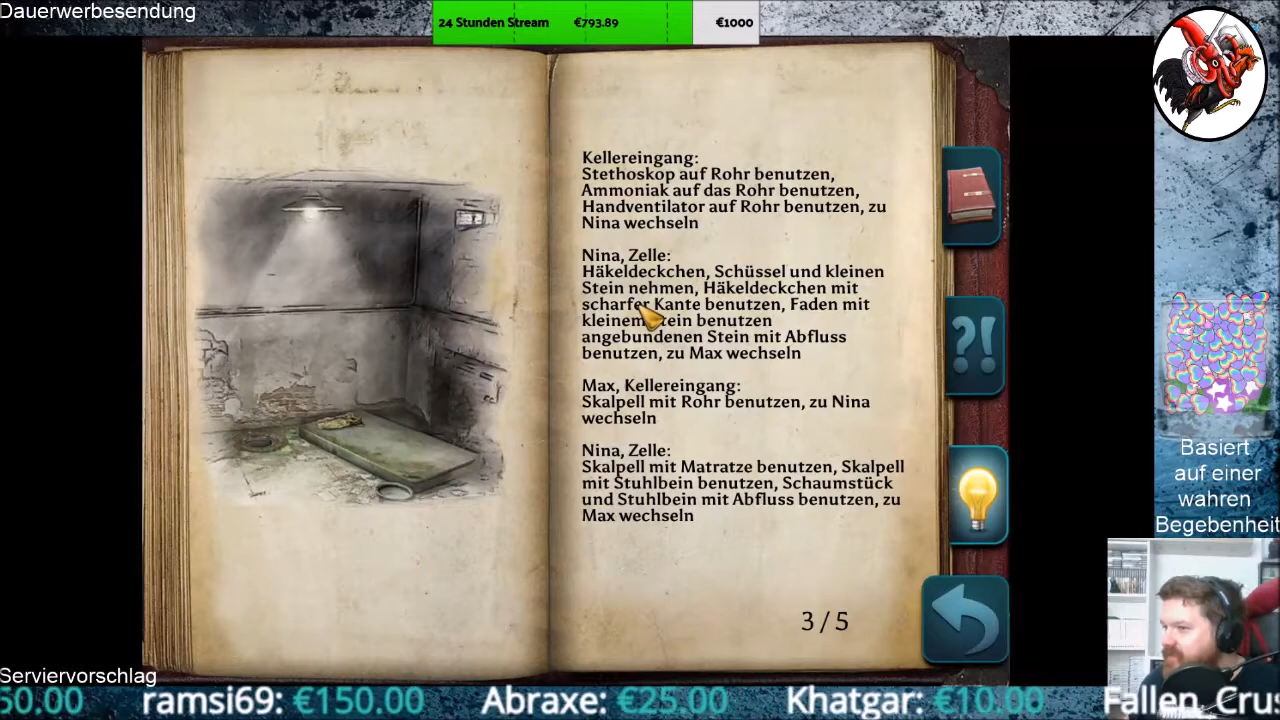 Dauerwerbesendung
24 Stunden Stream €793.89 €1000
Kellereingang:
Stethoskop auf Rohr benutzen,
Ammoniak auf das Rohr benutzen,
Handventilator auf Rohr benutzen, zu
Nina wechseln
Nina, Zelle:
Häkeldeckchen, Schüssel und kleinen
Stein nehmen, Häkeldeckchen mit
scharfer Kante benutzen, Faden mit
kleinem Stein benutzen
angebundenen Stein mit Abfluss
benutzen, zu Max wechseln
Max, Kellereingang:
Skalpell mit Rohr benutzen, zu Nina
wechseln
Nina, Zelle:
Skalpell mit Matratze benutzen, Skalpell
mit Stuhlbein benutzen, Schaumstück
und Stuhlbein mit Abfluss benutzen, zu
Max wechseln
3 / 5
?!
Basiert
auf einer
wahren
Begebenheit
Serviervorschlag
50.00 ramsi69: €150.00 Abraxe: €25.00 Khatgar: €10.00 Fallen_Crus